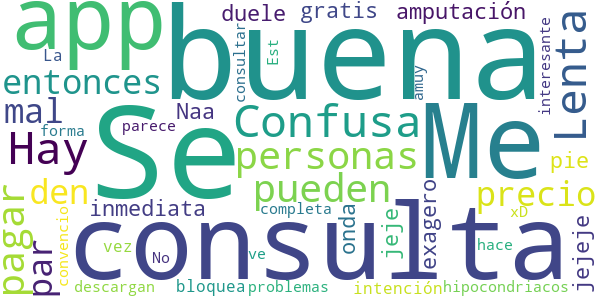 app
buena
duele
gratis
amputación
La
consultar
Est
amuy
interesante
Lenta
entonces
mal
Naa
Se
Confusa
Me
forma
parece
Hay
personas
pie
den
pueden
precio
pagar
par
convencio
inmediata
completa
onda
jeje
exagero
xD
jejeje
consulta
vez
No
ve
hace
descargan
bloquea
problemas
intención
hipocondriacos